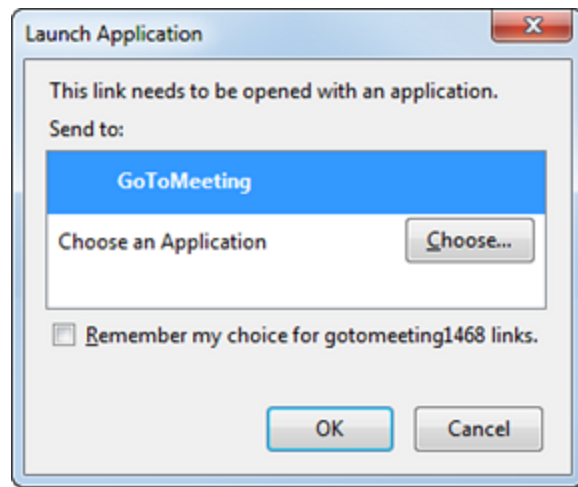 Launch Application
This link needs to be opened with an application.
Send to:
GoToMeeting
Choose an Application
Choose...
Remember my choice for gotomeeting1468 links.
OK
Cancel